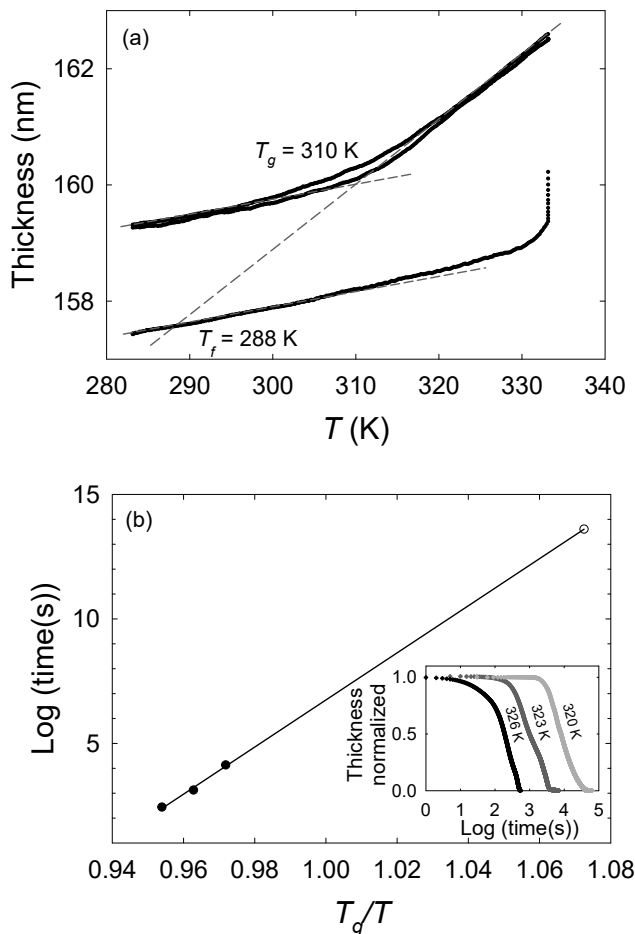 (a)
162
160
158
Thickness (nm)
T_g = 310 K
T_f = 288 K
280 290 300 310 320 330 340
T (K)
(b)
15
10
5
Log (time(s))
1.0
0.5
0.0
Thickness
normalized
326 K
323 K
320 K
0 1 2 3 4 5
Log (time(s))
0.94 0.96 0.98 1.00 1.02 1.04 1.06 1.08
T_g/T